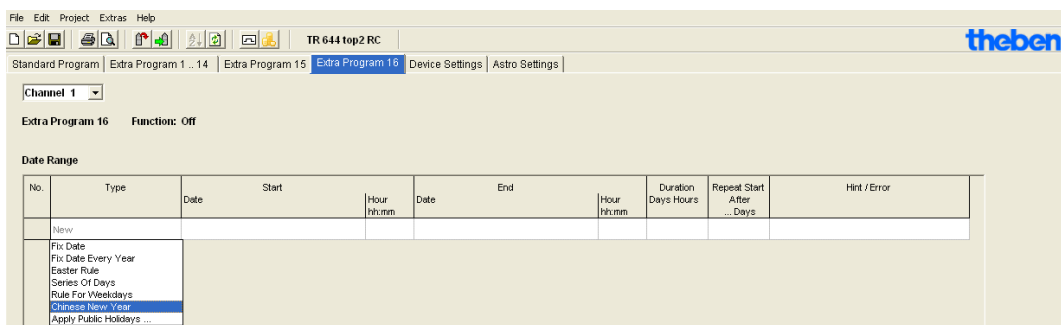 File Edit Project Extras Help
TR 644 top2 RC
theben
Standard Program Extra Program 1 .. 14 Extra Program 15 Extra Program 16 Device Settings Astro Settings
Channel 1
Extra Program 16 Function: Off
Date Range
No. Type Start End Duration Repeat Start Hint / Error
Date Hour Date Hour Days Hours After
hh:mm hh:mm ... Days
New
Fix Date
Fix Date Every Year
Easter Rule
Series Of Days
Rule For Weekdays
Chinese New Year
Apply Public Holidays ...